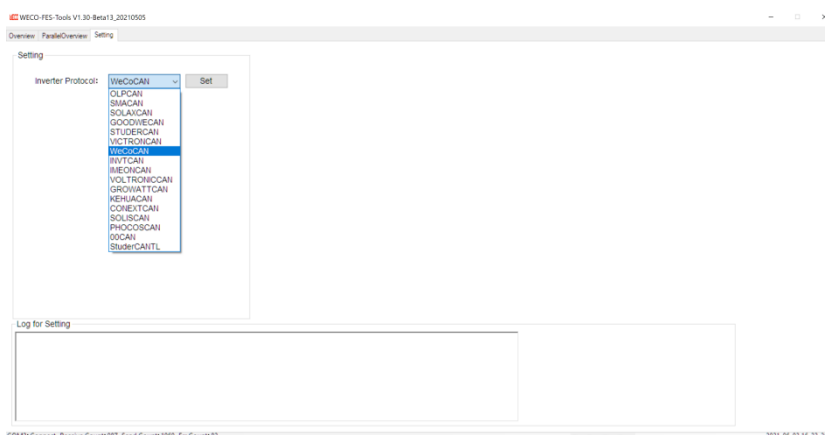 WECO-FES-Tools V1.30-Beta13_20210505
Overview ParallelOverview Setting
Setting
Inverter Protocol: WeCoCAN Set
OLPCAN
SMACAN
SOLAXCAN
GOODWECAN
STUDERCAN
VICTRONCAN
WeCoCAN
INVTCAN
IMEONCAN
VOLTRONICCAN
GROWATTCAN
KEHUACAN
CONEXTCAN
SOLISCAN
PHOCOSCAN
00CAN
StuderCANTL
Log for Setting